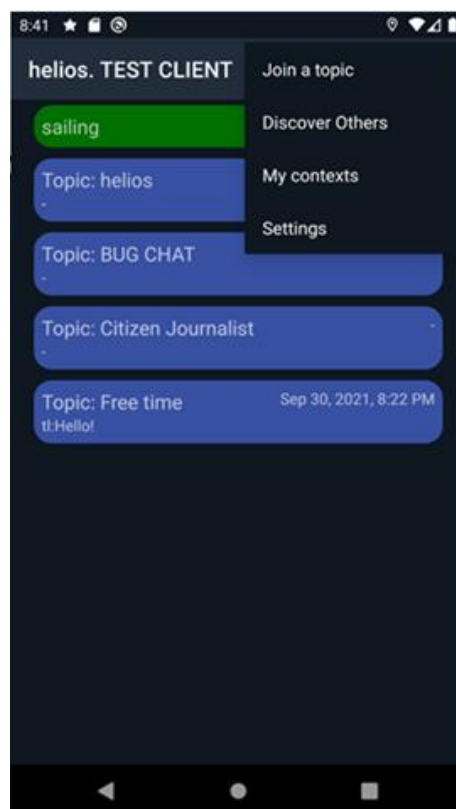 8:41
helios. TEST CLIENT
Join a topic
Discover Others
My contexts
Settings
sailing
Topic: helios
-
Topic: BUG CHAT
-
Topic: Citizen Journalist
-
-
Topic: Free time
Sep 30, 2021, 8:22 PM
tl:Hello!